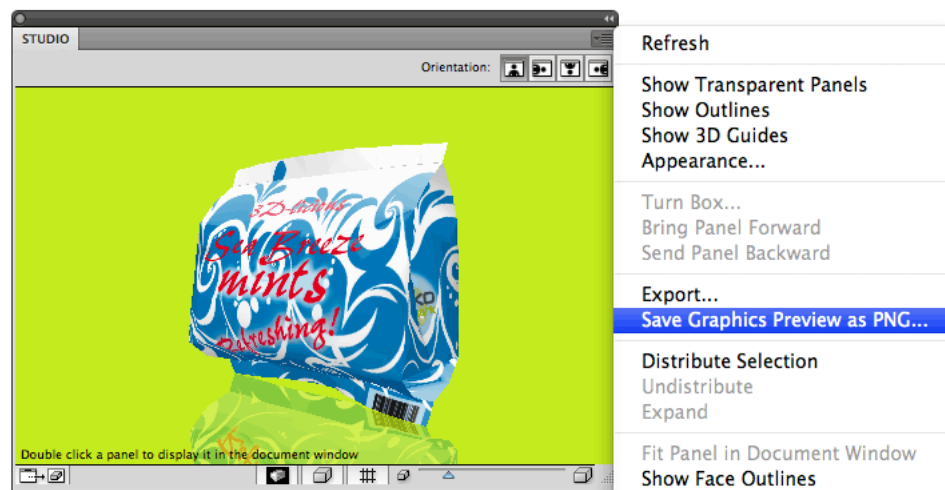 STUDIO
Orientation:
3D-licious
Sea Breeze
mints
Refreshing!
KO
Double click a panel to display it in the document window
Refresh
Show Transparent Panels
Show Outlines
Show 3D Guides
Appearance...
Turn Box...
Bring Panel Forward
Send Panel Backward
Export...
Save Graphics Preview as PNG...
Distribute Selection
Undistribute
Expand
Fit Panel in Document Window
Show Face Outlines